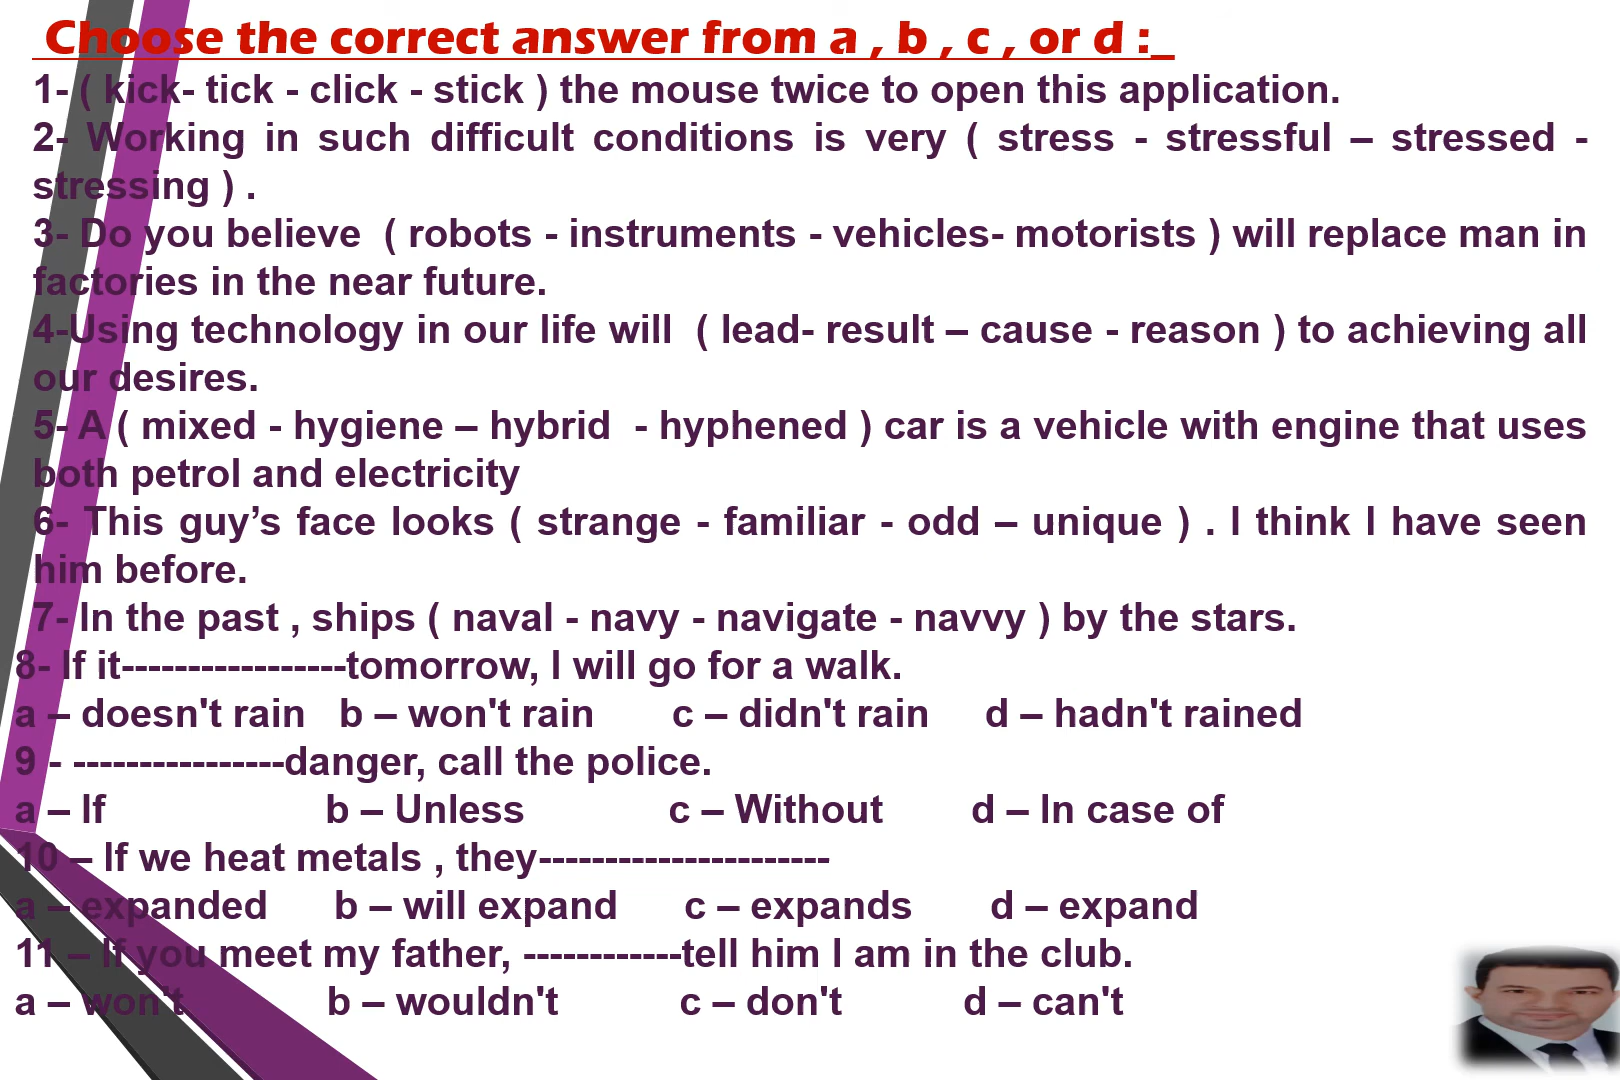 Choose the correct answer from a , b , c , or d :_
1- ( kick- tick - click - stick ) the mouse twice to open this application.
2- Working in such difficult conditions is very ( stress - stressful – stressed -
stressing ) .
3- Do you believe ( robots - instruments - vehicles- motorists ) will replace man in
factories in the near future.
4-Using technology in our life will ( lead- result – cause - reason ) to achieving all
our desires.
5- A ( mixed - hygiene – hybrid - hyphened ) car is a vehicle with engine that uses
both petrol and electricity
6- This guy’s face looks ( strange - familiar - odd – unique ) . I think I have seen
him before.
7- In the past , ships ( naval - navy - navigate - navvy ) by the stars.
8- If it-----------------tomorrow, I will go for a walk.
a – doesn't rain b – won't rain c – didn't rain d – hadn't rained
9 - ----------------danger, call the police.
a – If b – Unless c – Without d – In case of
10 – If we heat metals , they----------------------
a – expanded b – will expand c – expands d – expand
11 – If you meet my father, ------------tell him I am in the club.
a – won't b – wouldn't c – don't d – can't